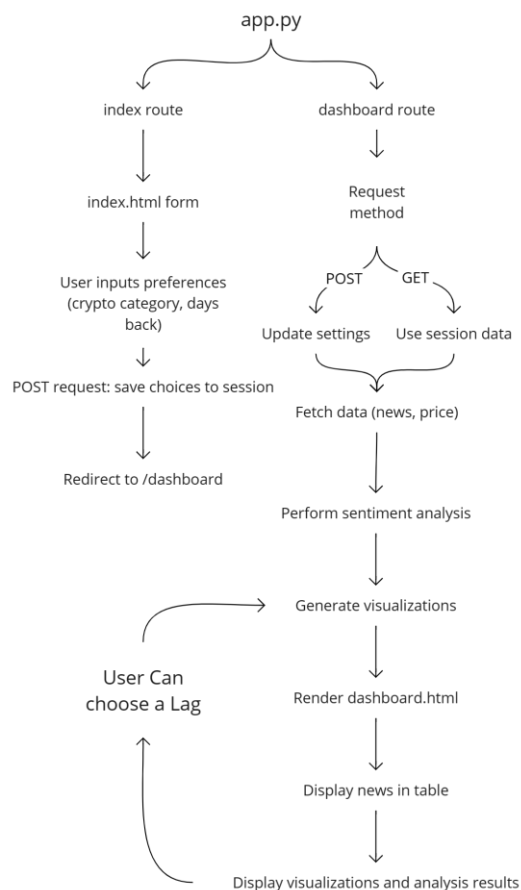 app.py
index route
dashboard route
index.html form
Request
method
User inputs preferences
(crypto category, days
back)
POST
GET
Update settings
Use session data
POST request: save choices to session
Fetch data (news, price)
Redirect to /dashboard
Perform sentiment analysis
Generate visualizations
User Can
choose a Lag
Render dashboard.html
Display news in table
Display visualizations and analysis results